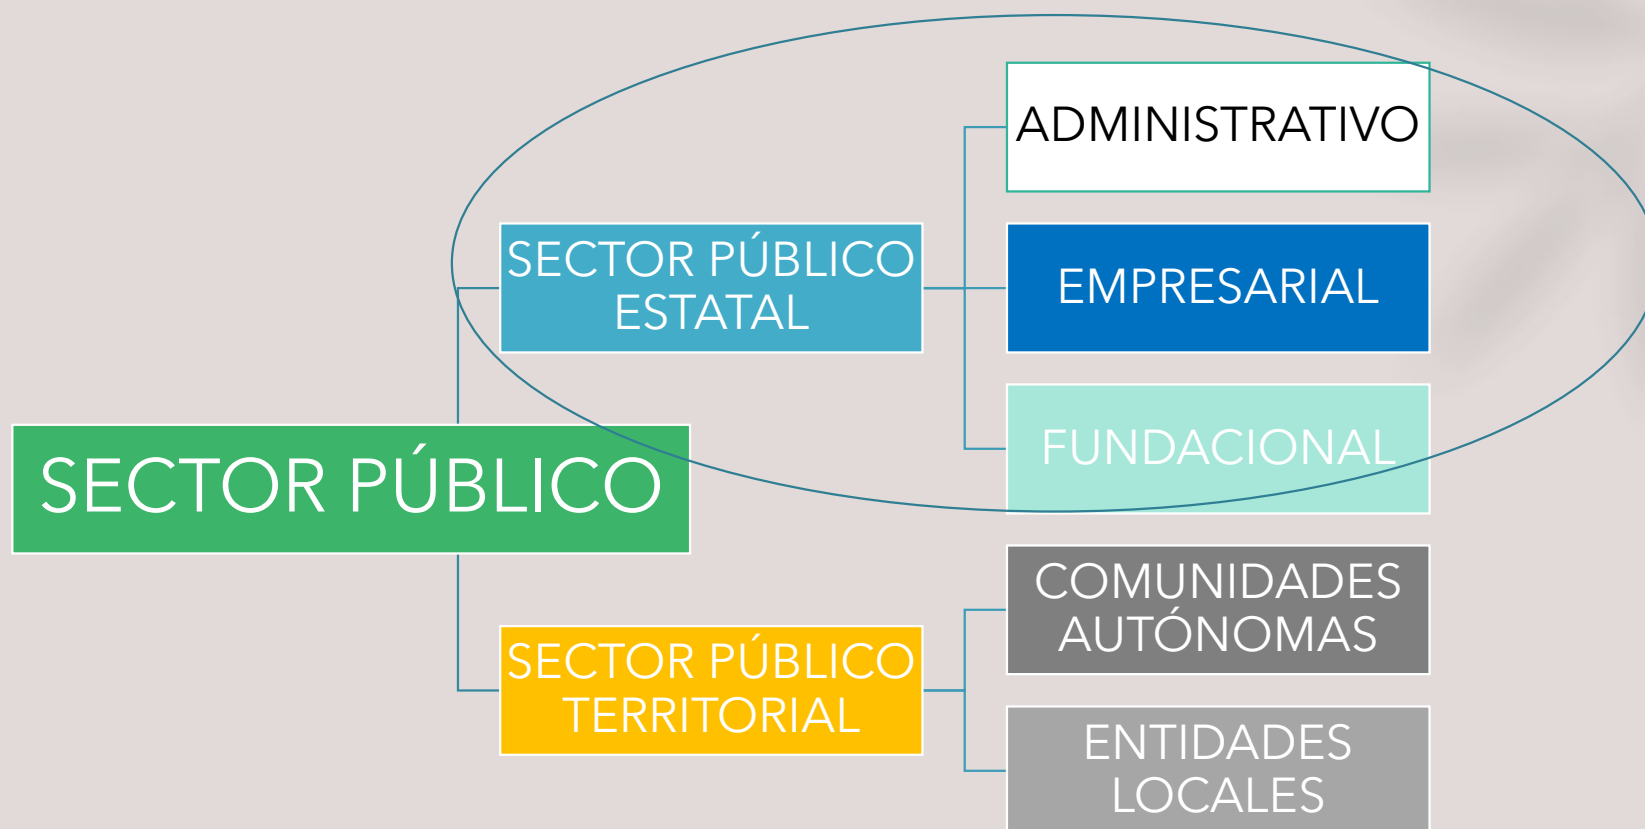 ADMINISTRATIVO
SECTOR PÚBLICO
ESTATAL
EMPRESARIAL
FUNDACIONAL
SECTOR PÚBLICO
COMUNIDADES
AUTÓNOMAS
SECTOR PÚBLICO
TERRITORIAL
ENTIDADES
LOCALES